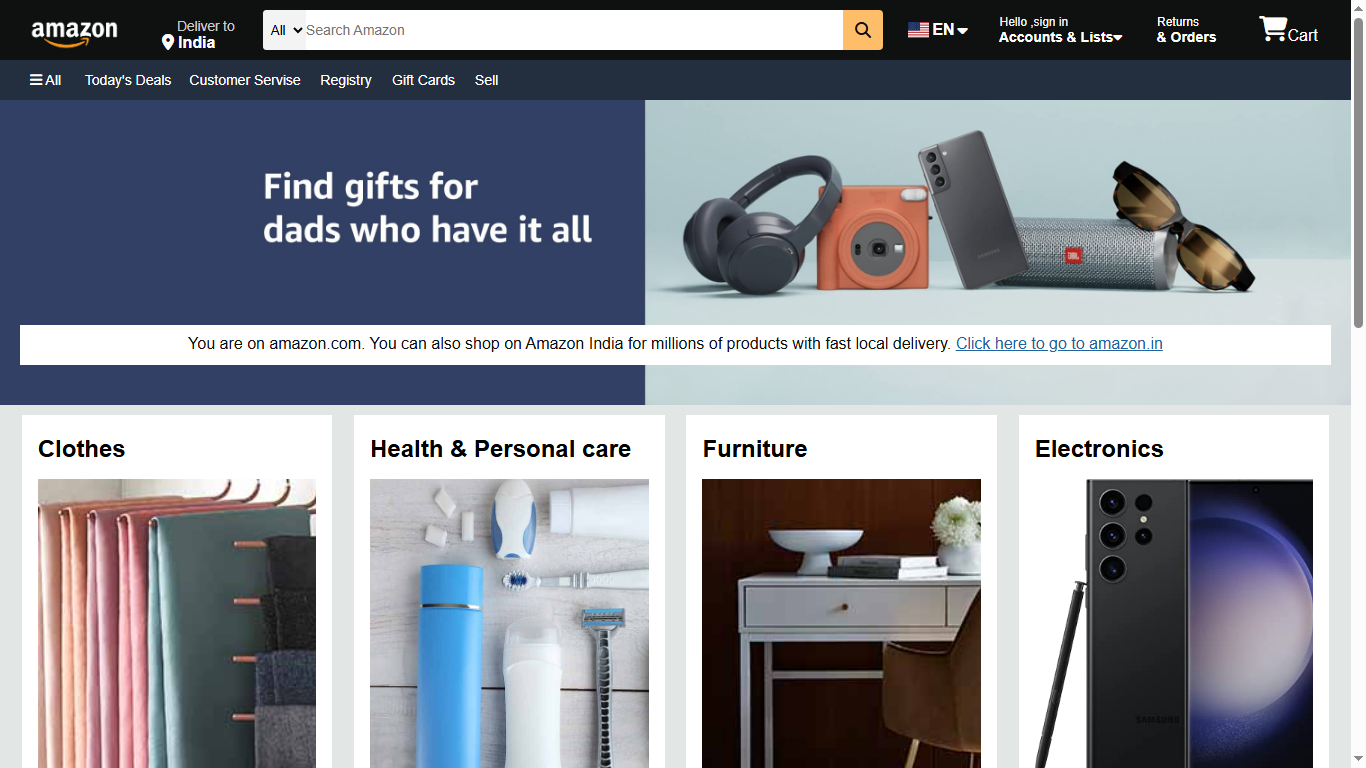 amazon
Deliver to
India
All
Search Amazon
EN
Hello ,sign in
Accounts & Lists
Returns
& Orders
Cart
All
Today's Deals
Customer Servise
Registry
Gift Cards
Sell
Find gifts for
dads who have it all
SAMSUNG
JBL
You are on amazon.com. You can also shop on Amazon India for millions of products with fast local delivery. Click here to go to amazon.in
Clothes
Health & Personal care
Furniture
Electronics
SAMSUNG